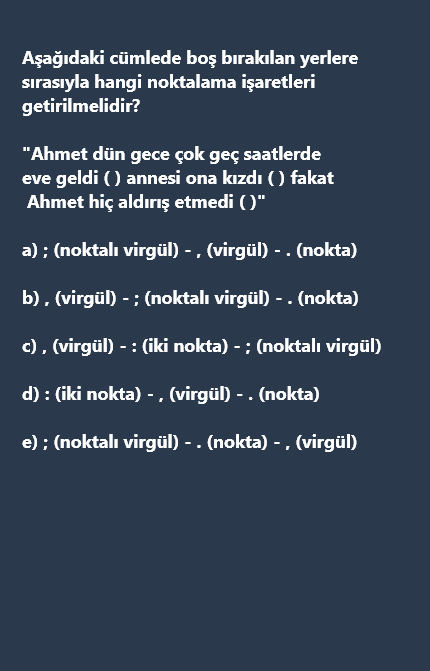 Aşağıdaki cümlede boş bırakılan yerlere
sırasıyla hangi noktalama işaretleri
getirilmelidir?
"Ahmet dün gece çok geç saatlerde
eve geldi ( ) annesi ona kızdı ( ) fakat
Ahmet hiç aldırış etmedi ( )"
a) ; (noktalı virgül) - , (virgül) - . (nokta)
b) , (virgül) - ; (noktalı virgül) - . (nokta)
c) , (virgül) - : (iki nokta) - ; (noktalı virgül)
d) : (iki nokta) - , (virgül) - . (nokta)
e) ; (noktalı virgül) - . (nokta) - , (virgül)